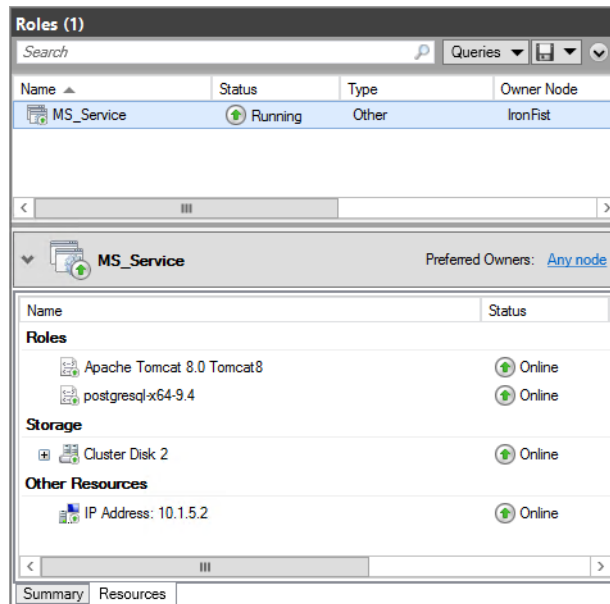 Roles (1)
Search Queries
Name Status Type Owner Node
MS_Service Running Other IronFist
MS_Service Preferred Owners: Any node
Name Status
Roles
Apache Tomcat 8.0 Tomcat8 Online
postgresql-x64-9.4 Online
Storage
Cluster Disk 2 Online
Other Resources
IP Address: 10.1.5.2 Online
Summary Resources